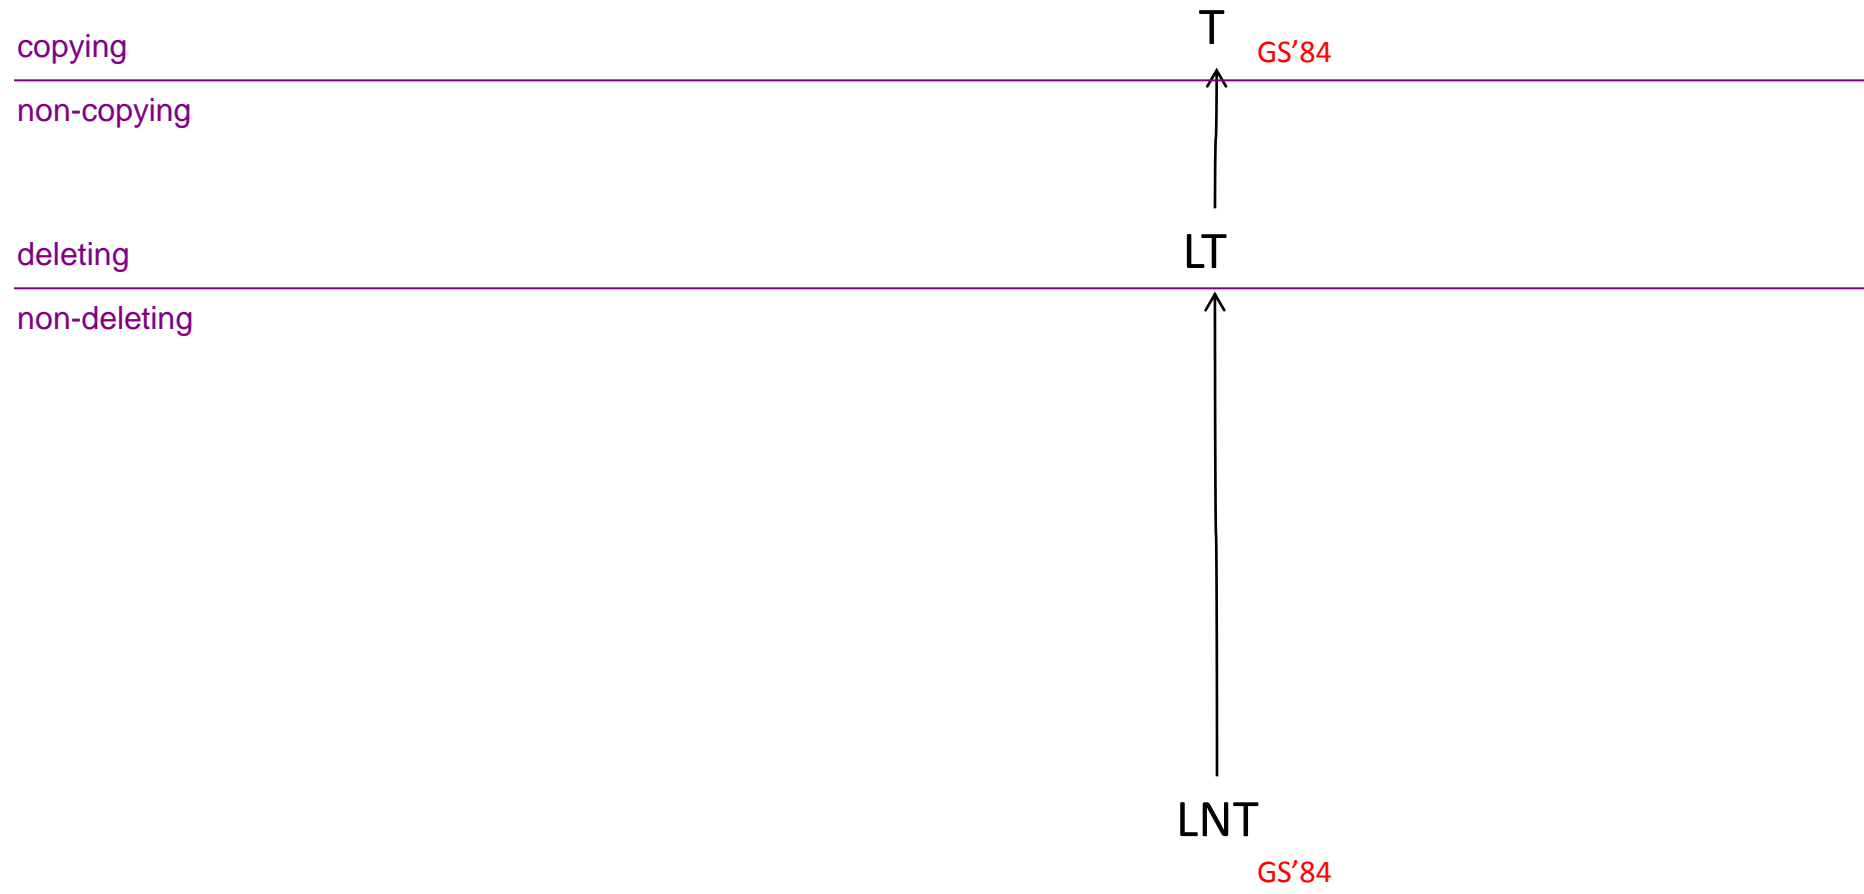 T
copying
GS’84
non-copying
deleting
LT
non-deleting
LNT
GS’84